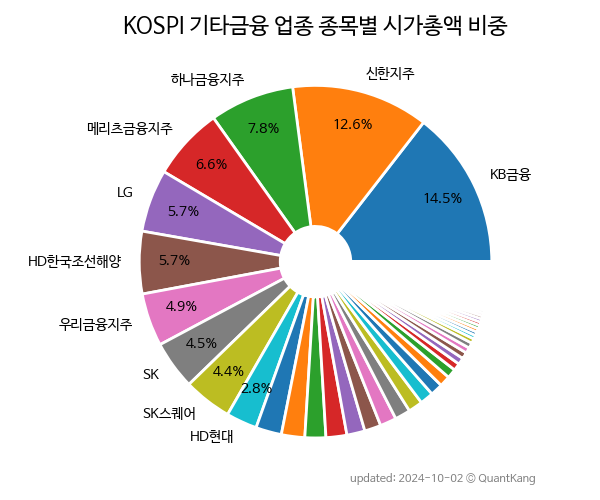 KOSPI 기타금융 업종 종목별 시가총액 비중
신한지주
하나금융지주
12.6%
7.8%
메리츠금융지주
6.6%
KB금융
LG
14.5%
5.7%
HD한국조선해양
5.7%
4.9%
우리금융지주
4.5%
SK
4.4%
2.8%
SK스퀘어
HD현대
updated: 2024-10-02 ⓒ QuantKang